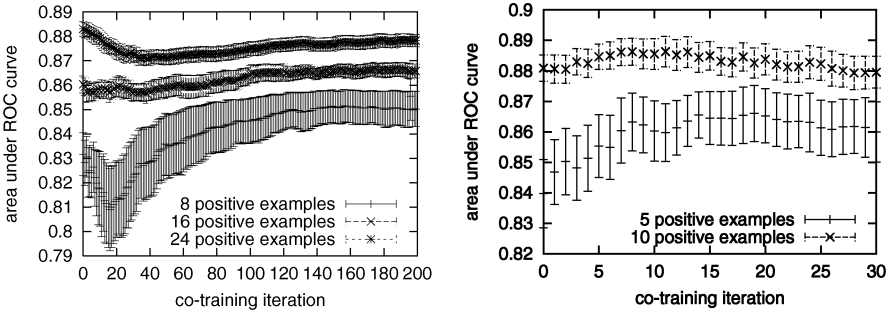 0.89
0.88
0.87
0.86
0.85
0.84
0.83
0.82
0.81
0.8
0.79
area under ROC curve
0 20 40 60 80 100 120 140 160 180 200
co-training iteration
8 positive examples
16 positive examples
24 positive examples
0.9
0.89
0.88
0.87
0.86
0.85
0.84
0.83
0.82
area under ROC curve
0 5 10 15 20 25 30
co-training iteration
5 positive examples
10 positive examples